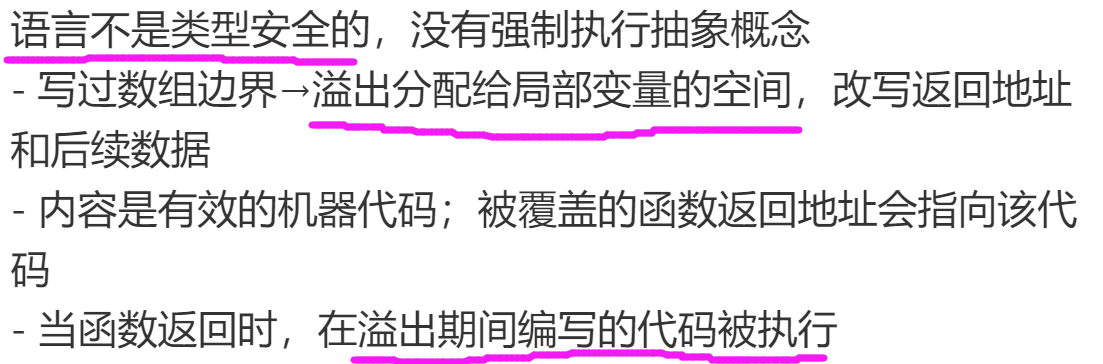 语言不是类型安全的，没有强制执行抽象概念
- 写过数组边界→溢出分配给局部变量的空间，改写返回地址
和后续数据
- 内容是有效的机器代码；被覆盖的函数返回地址会指向该代
码
- 当函数返回时，在溢出期间编写的代码被执行